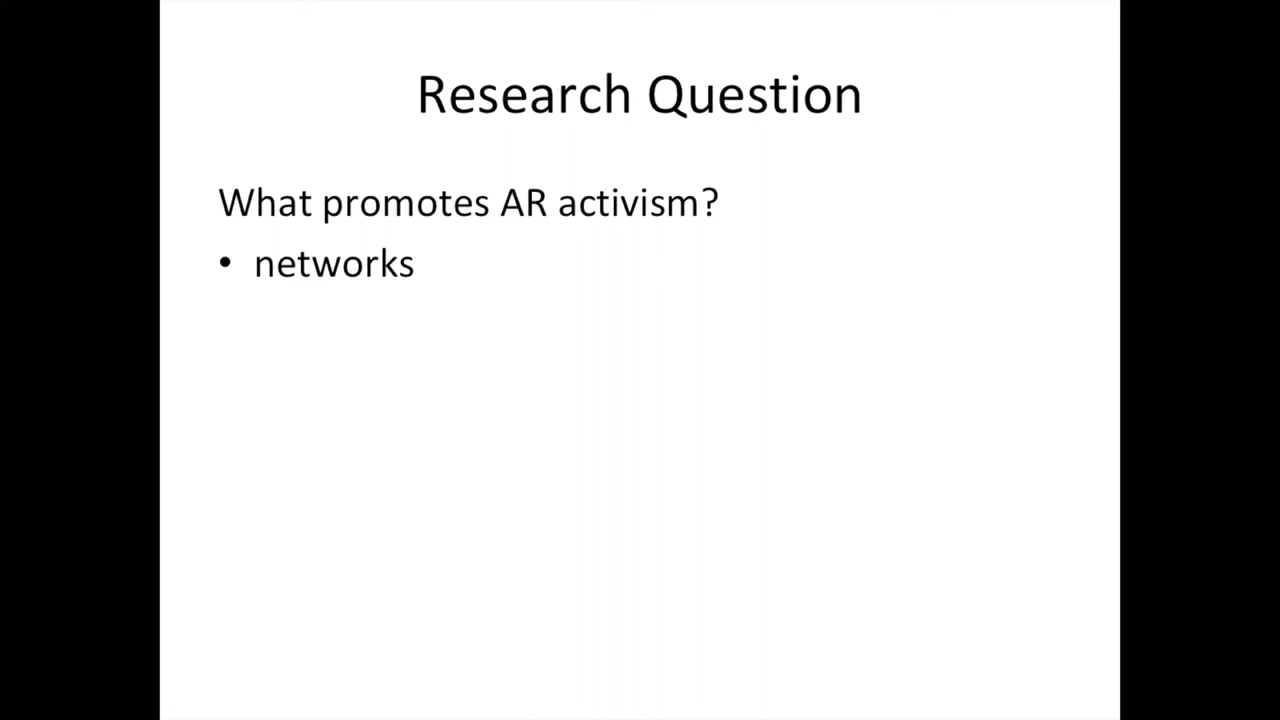 Research Question
What promotes AR activism?
• networks